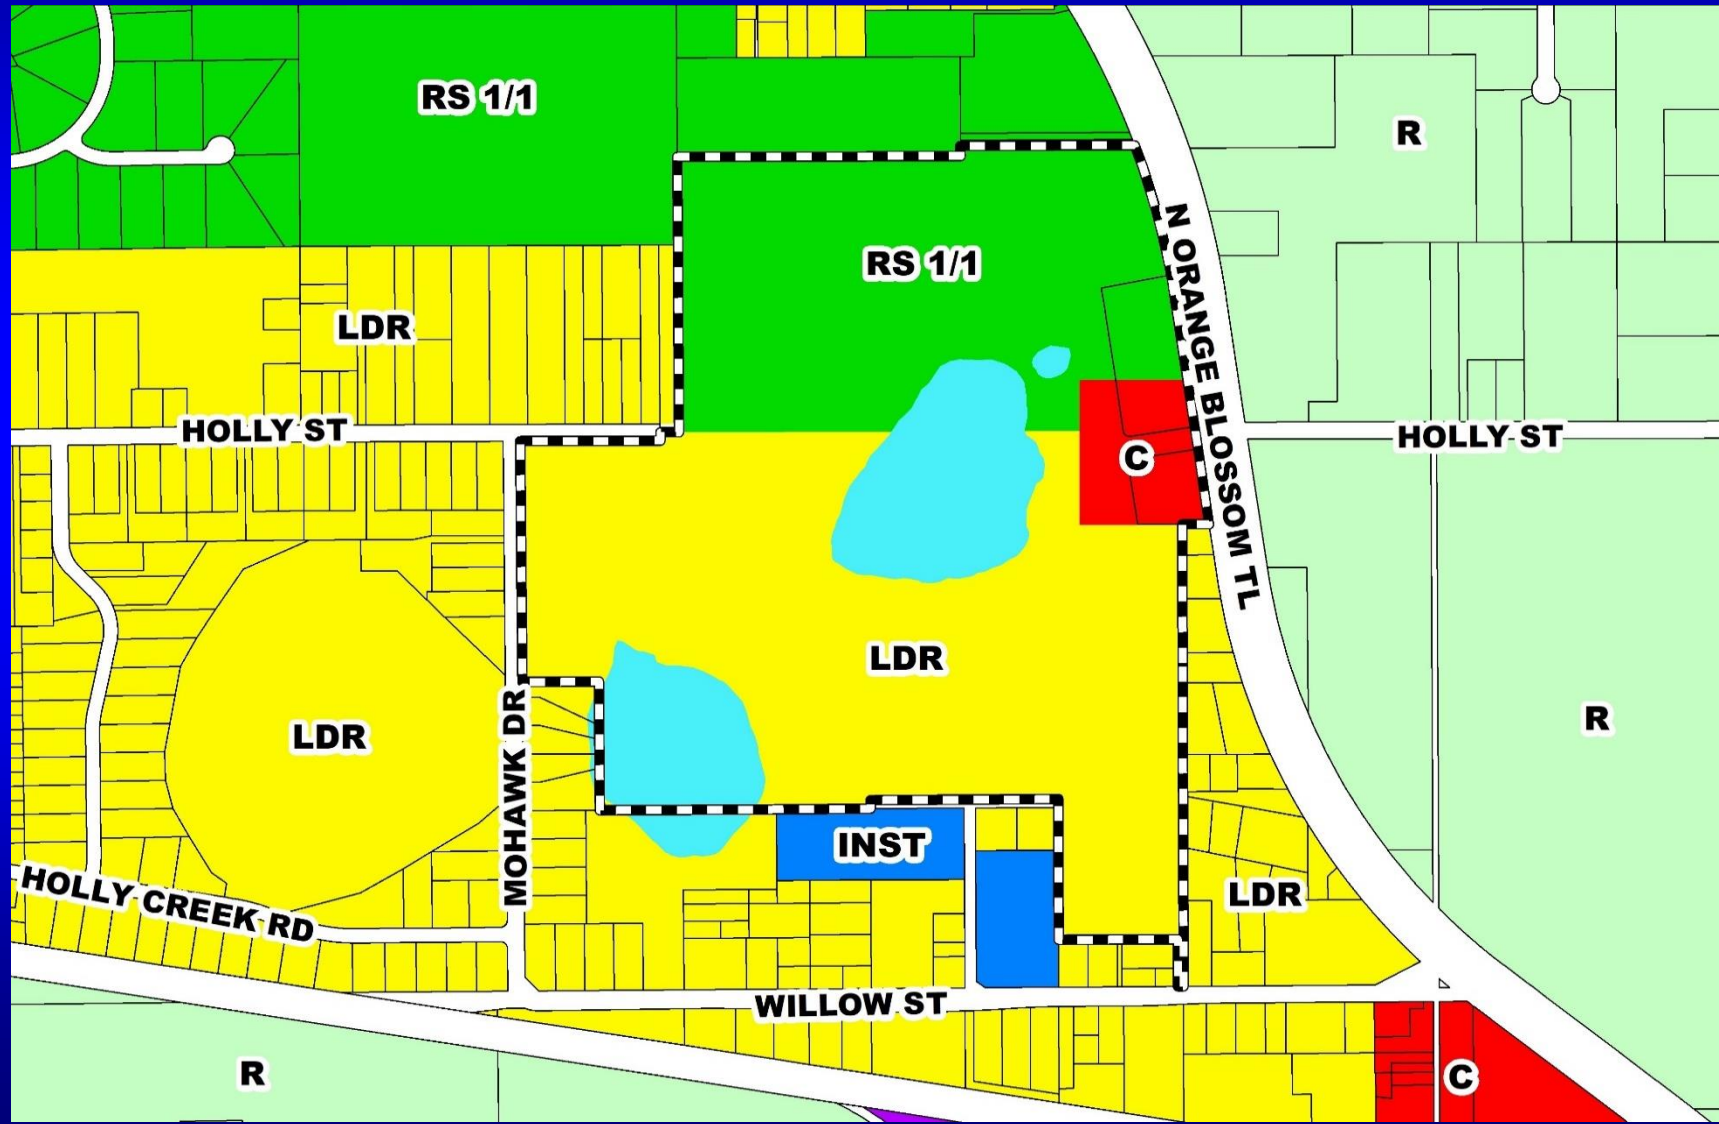 RS 1/1
R
RS 1/1
N ORANGE BLOSSOM TL
LDR
HOLLY ST
HOLLY ST
C
LDR
R
LDR
MOHAWK DR
INST
HOLLY CREEK RD
LDR
WILLOW ST
R
C